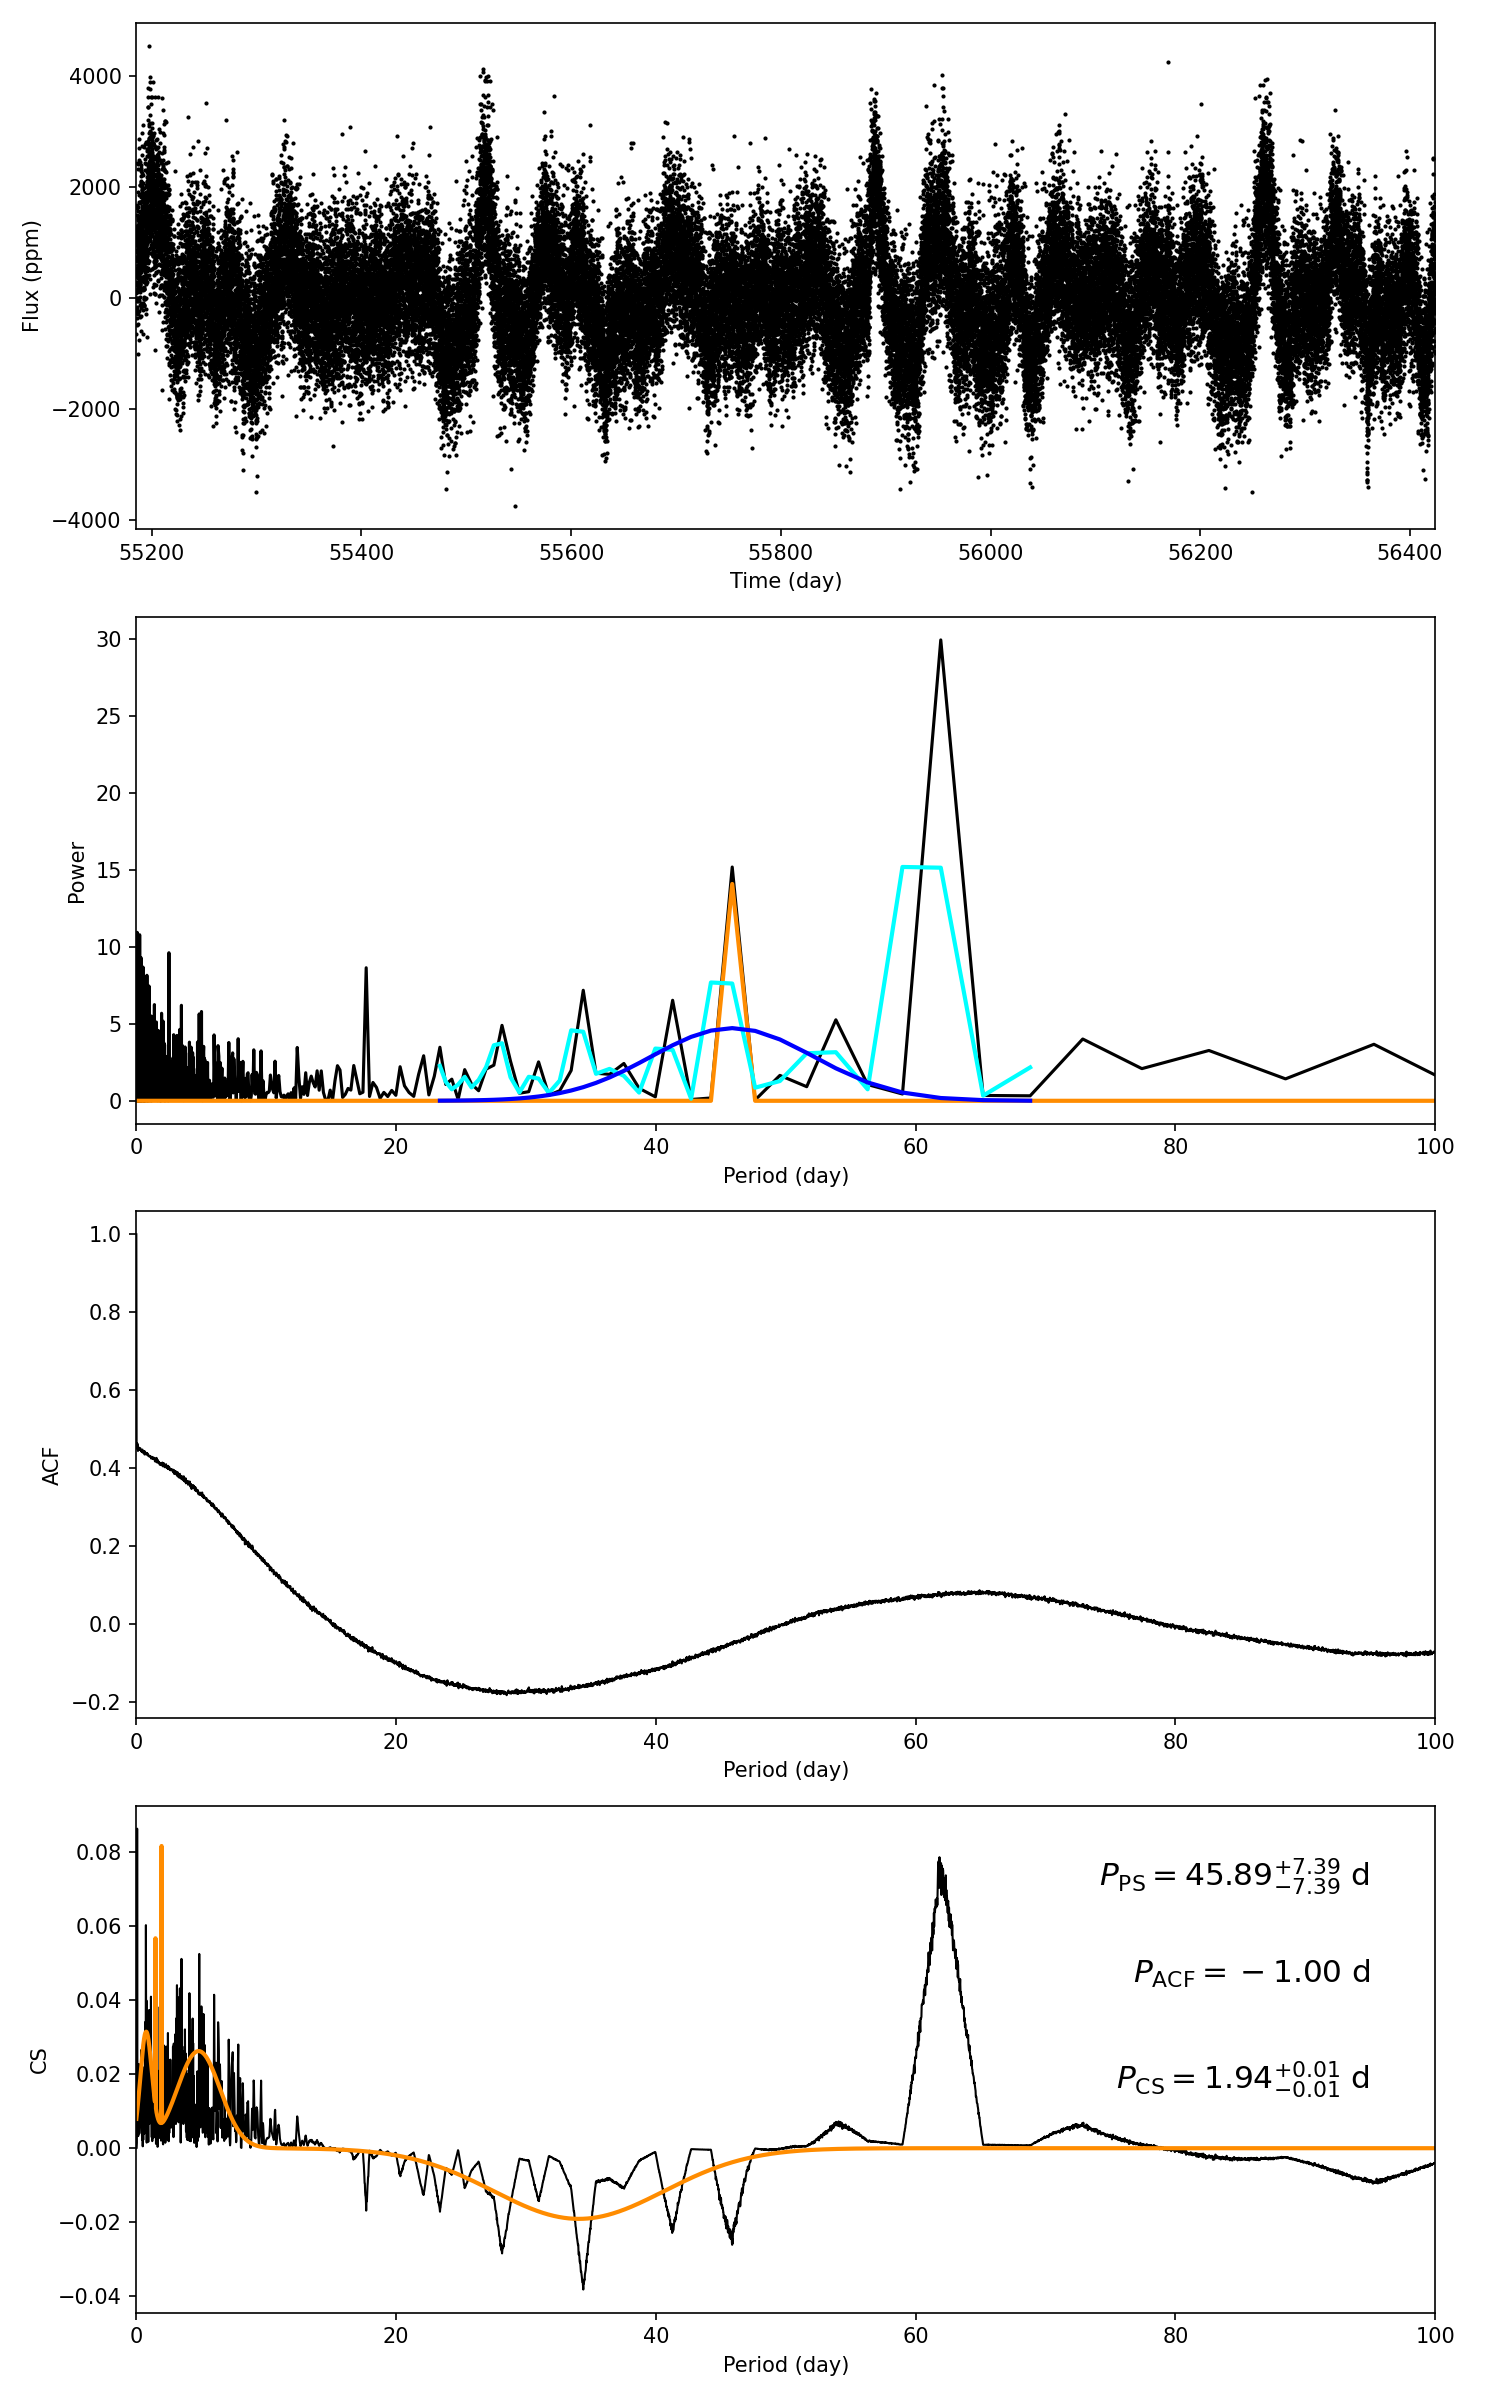 4000
2000
0
−2000
−4000
Flux (ppm)
55200 55400 55600 55800 56000 56200 56400
Time (day)
30
25
20
15
10
5
0
Power
0 20 40 60 80 100
Period (day)
1.0
0.8
0.6
0.4
0.2
0.0
−0.2
ACF
0 20 40 60 80 100
Period (day)
0.08
0.06
0.04
0.02
0.00
−0.02
−0.04
CS
P_PS = 45.89 +7.39 −7.39 d
P_ACF = −1.00 d
P_CS = 1.94 +0.01 −0.01 d
0 20 40 60 80 100
Period (day)